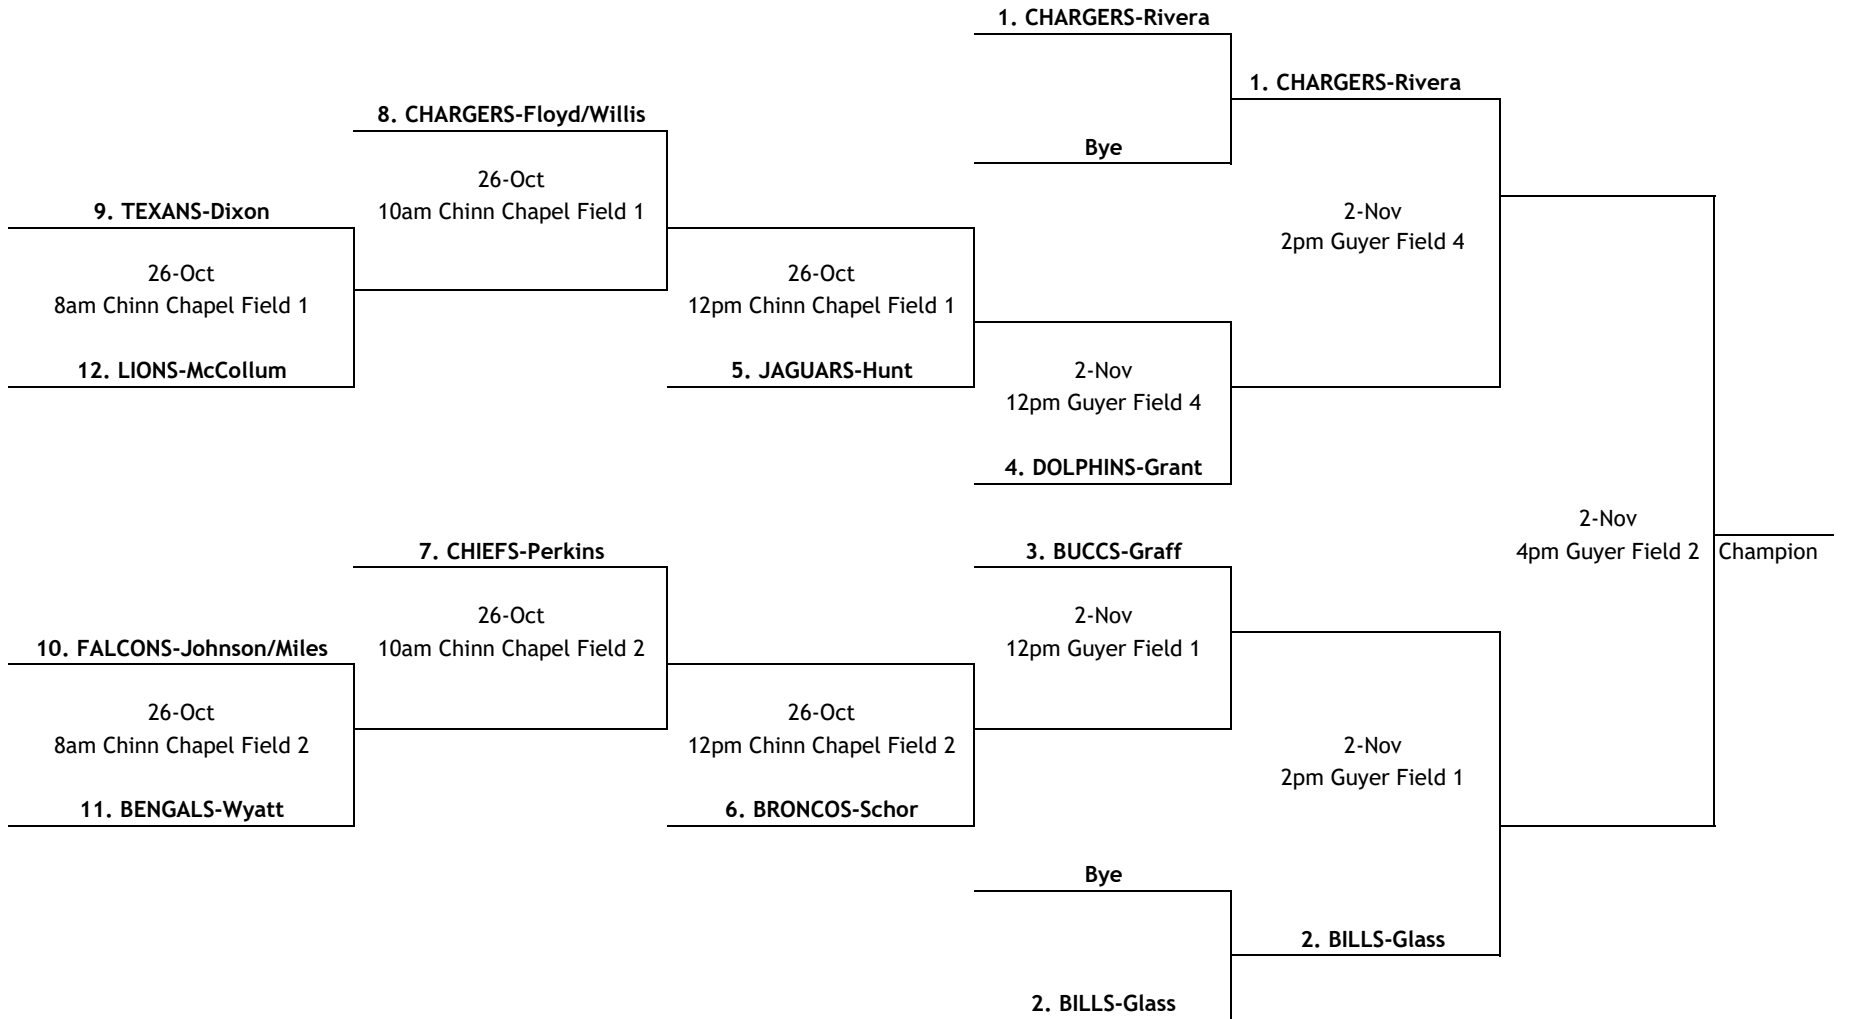 1. CHARGERS-Rivera
1. CHARGERS-Rivera
8. CHARGERS-Floyd/Willis
Bye
26-Oct
10am Chinn Chapel Field 1
9. TEXANS-Dixon
2-Nov
2pm Guyer Field 4
26-Oct
8am Chinn Chapel Field 1
26-Oct
12pm Chinn Chapel Field 1
12. LIONS-McCollum
5. JAGUARS-Hunt
2-Nov
12pm Guyer Field 4
4. DOLPHINS-Grant
2-Nov
4pm Guyer Field 2
Champion
7. CHIEFS-Perkins
3. BUCCS-Graff
26-Oct
10am Chinn Chapel Field 2
2-Nov
12pm Guyer Field 1
10. FALCONS-Johnson/Miles
26-Oct
8am Chinn Chapel Field 2
26-Oct
12pm Chinn Chapel Field 2
2-Nov
2pm Guyer Field 1
11. BENGALS-Wyatt
6. BRONCOS-Schor
Bye
2. BILLS-Glass
2. BILLS-Glass